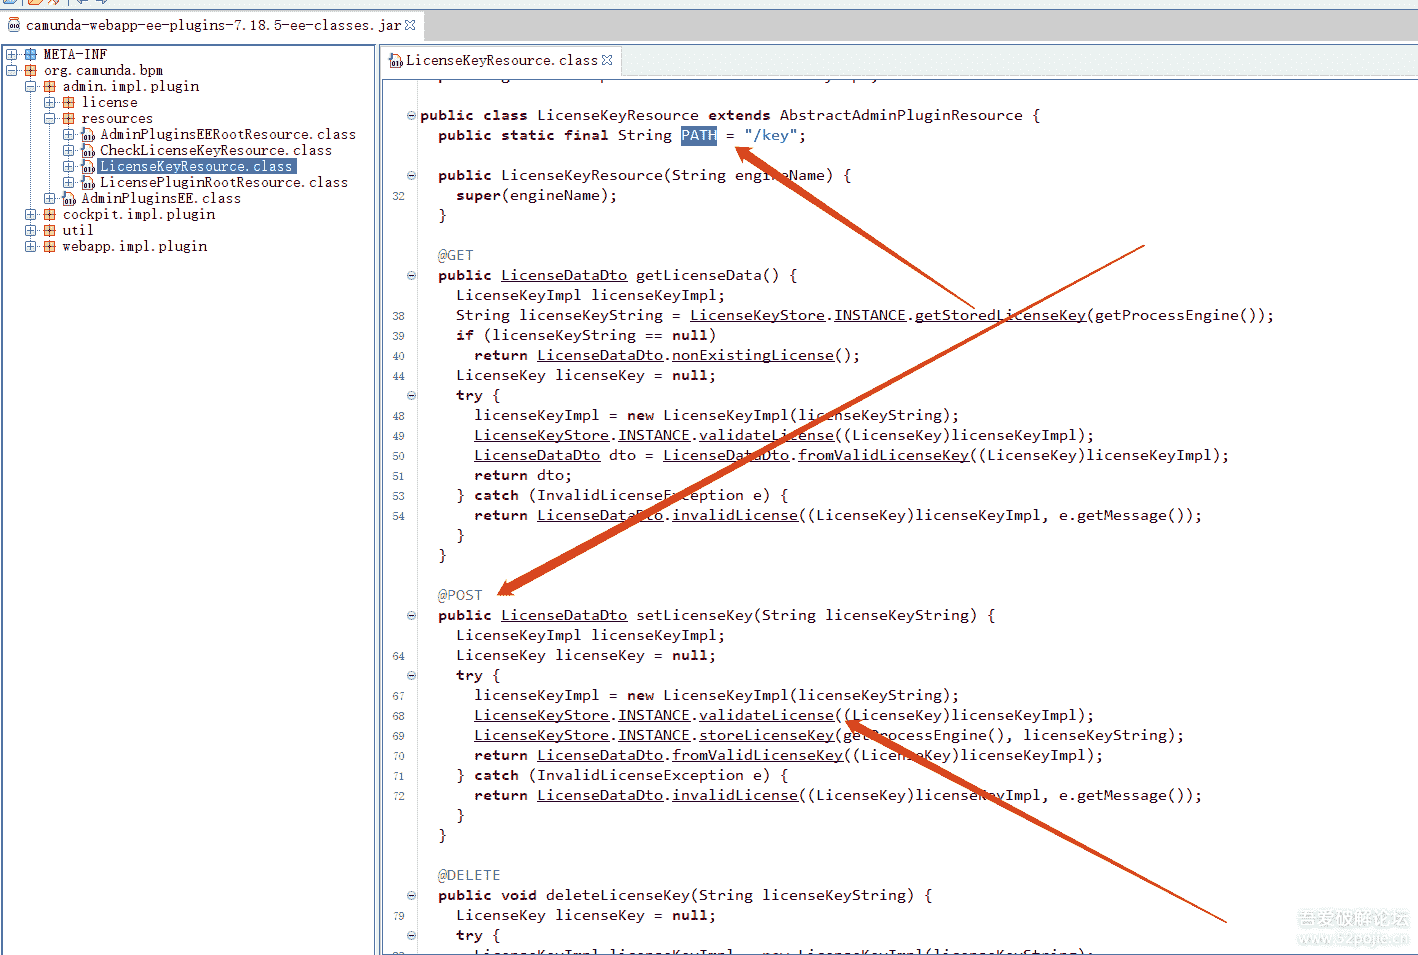 camunda-webapp-ee-plugins-7.18.5-ee-classes.jar
META-INF
org.camunda.bpm
admin.impl.plugin
license
resources
AdminPluginsEERootResource.class
CheckLicenseKeyResource.class
LicenseKeyResource.class
LicensePluginRootResource.class
AdminPluginsEE.class
cockpit.impl.plugin
util
webapp.impl.plugin
LicenseKeyResource.class
public class LicenseKeyResource extends AbstractAdminPluginResource {
public static final String PATH = "/key";
public LicenseKeyResource(String engineName) {
32 super(engineName);
}
@GET
public LicenseDataDto getLicenseData() {
LicenseKeyImpl licenseKeyImpl;
38 String licenseKeyString = LicenseKeyStore.INSTANCE.getStoredLicenseKey(getProcessEngine());
39 if (licenseKeyString == null)
40 return LicenseDataDto.nonExistingLicense();
44 LicenseKey licenseKey = null;
try {
48 licenseKeyImpl = new LicenseKeyImpl(licenseKeyString);
49 LicenseKeyStore.INSTANCE.validateLicense((LicenseKey)licenseKeyImpl);
50 LicenseDataDto dto = LicenseDataDto.fromValidLicenseKey((LicenseKey)licenseKeyImpl);
51 return dto;
53 } catch (InvalidLicenseException e) {
54 return LicenseDataDto.invalidLicense((LicenseKey)licenseKeyImpl, e.getMessage());
}
}
@POST
public LicenseDataDto setLicenseKey(String licenseKeyString) {
LicenseKeyImpl licenseKeyImpl;
64 LicenseKey licenseKey = null;
try {
67 licenseKeyImpl = new LicenseKeyImpl(licenseKeyString);
68 LicenseKeyStore.INSTANCE.validateLicense((LicenseKey)licenseKeyImpl);
69 LicenseKeyStore.INSTANCE.storeLicenseKey(getProcessEngine(), licenseKeyString);
70 return LicenseDataDto.fromValidLicenseKey((LicenseKey)licenseKeyImpl);
71 } catch (InvalidLicenseException e) {
72 return LicenseDataDto.invalidLicense((LicenseKey)licenseKeyImpl, e.getMessage());
}
}
@DELETE
public void deleteLicenseKey(String licenseKeyString) {
79 LicenseKey licenseKey = null;
try {
吾爱破解论坛
www.52pojie.cn